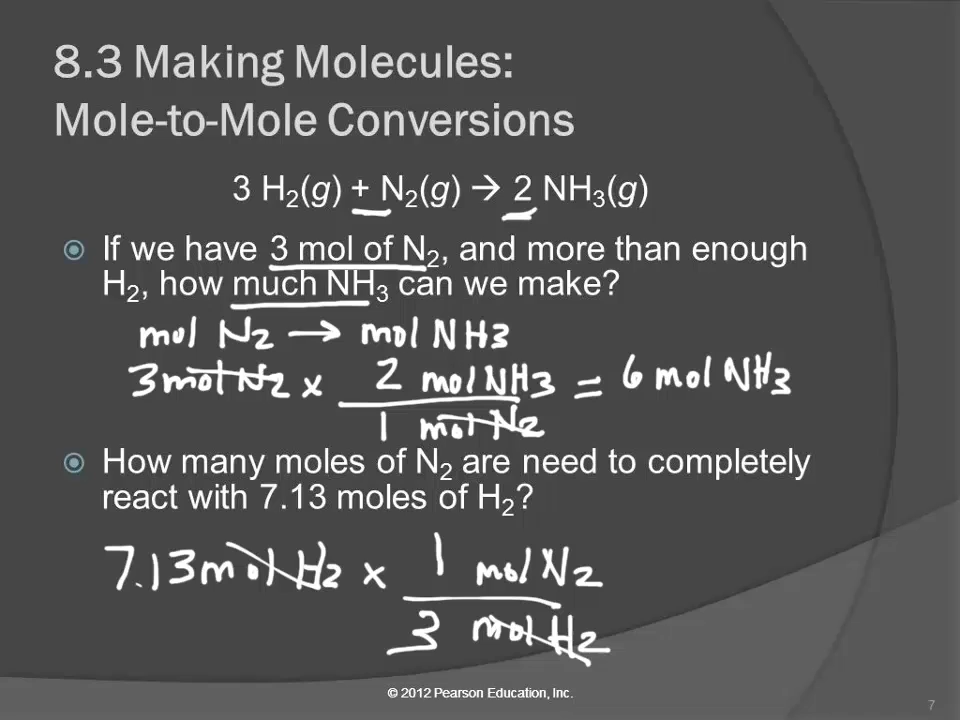 8.3 Making Molecules:
Mole-to-Mole Conversions
3 H₂(g) + N₂(g) → 2 NH₃(g)
If we have 3 mol of N₂, and more than enough
H₂, how much NH₃ can we make?
mol N₂ → mol NH₃
3 mol N₂ × 2 mol NH₃ = 6 mol NH₃
1 mol N₂
How many moles of N₂ are need to completely
react with 7.13 moles of H₂?
7.13 mol H₂ × 1 mol N₂
3 mol H₂
© 2012 Pearson Education, Inc.
7